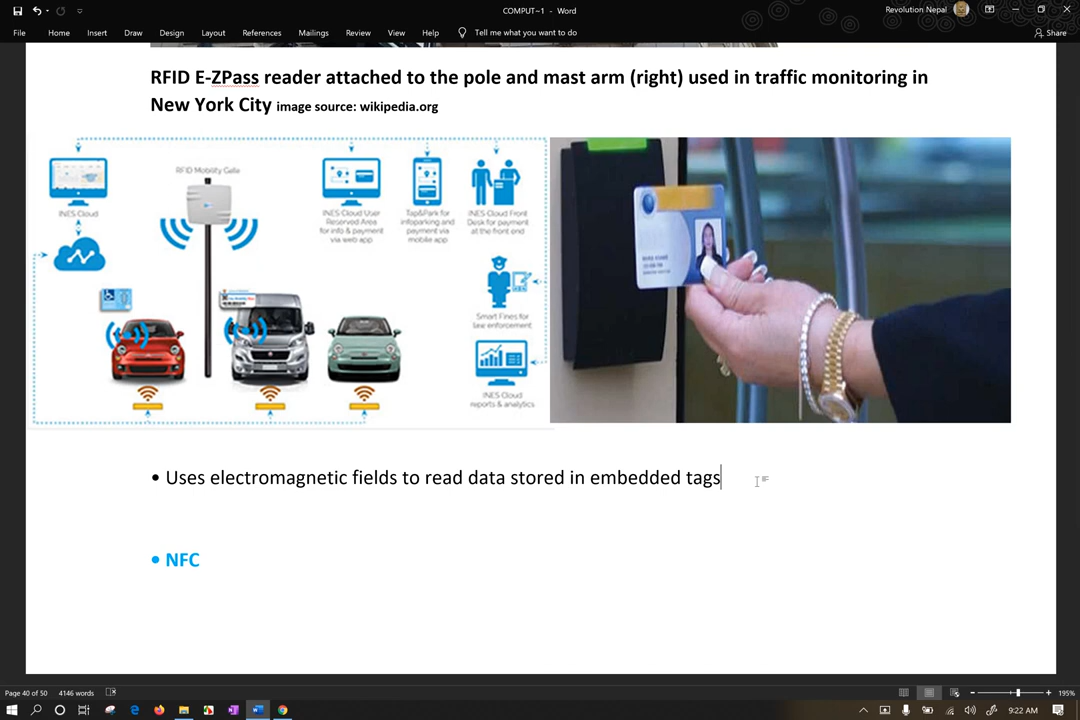 COMPUT~1 - Word
Revolution Nepal
File Home Insert Draw Design Layout References Mailings Review View Help Tell me what you want to do
Share
RFID E-ZPass reader attached to the pole and mast arm (right) used in traffic monitoring in
New York City image source: wikipedia.org
RFID Mobility Gate
INES Cloud
INES Cloud User
Reserved Area
for info & payment
via web app
Tap&Park for
infoparking and
payment via
mobile app
INES Cloud Front
Desk for payment
at the front end
Smart Fines for
law enforcement
INES Cloud
reports & analytics
• Uses electromagnetic fields to read data stored in embedded tags
• NFC
Page 40 of 50 4146 words
195%
9:22 AM